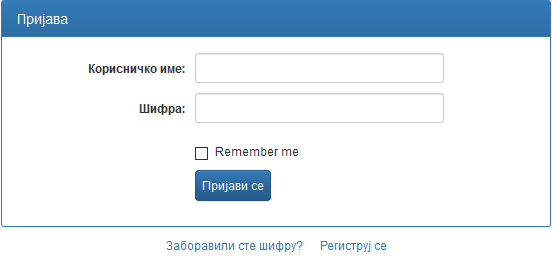 Пријава
Корисничко име:
Шифра:
Remember me
Пријави се
Заборавили сте шифру? Региструј се